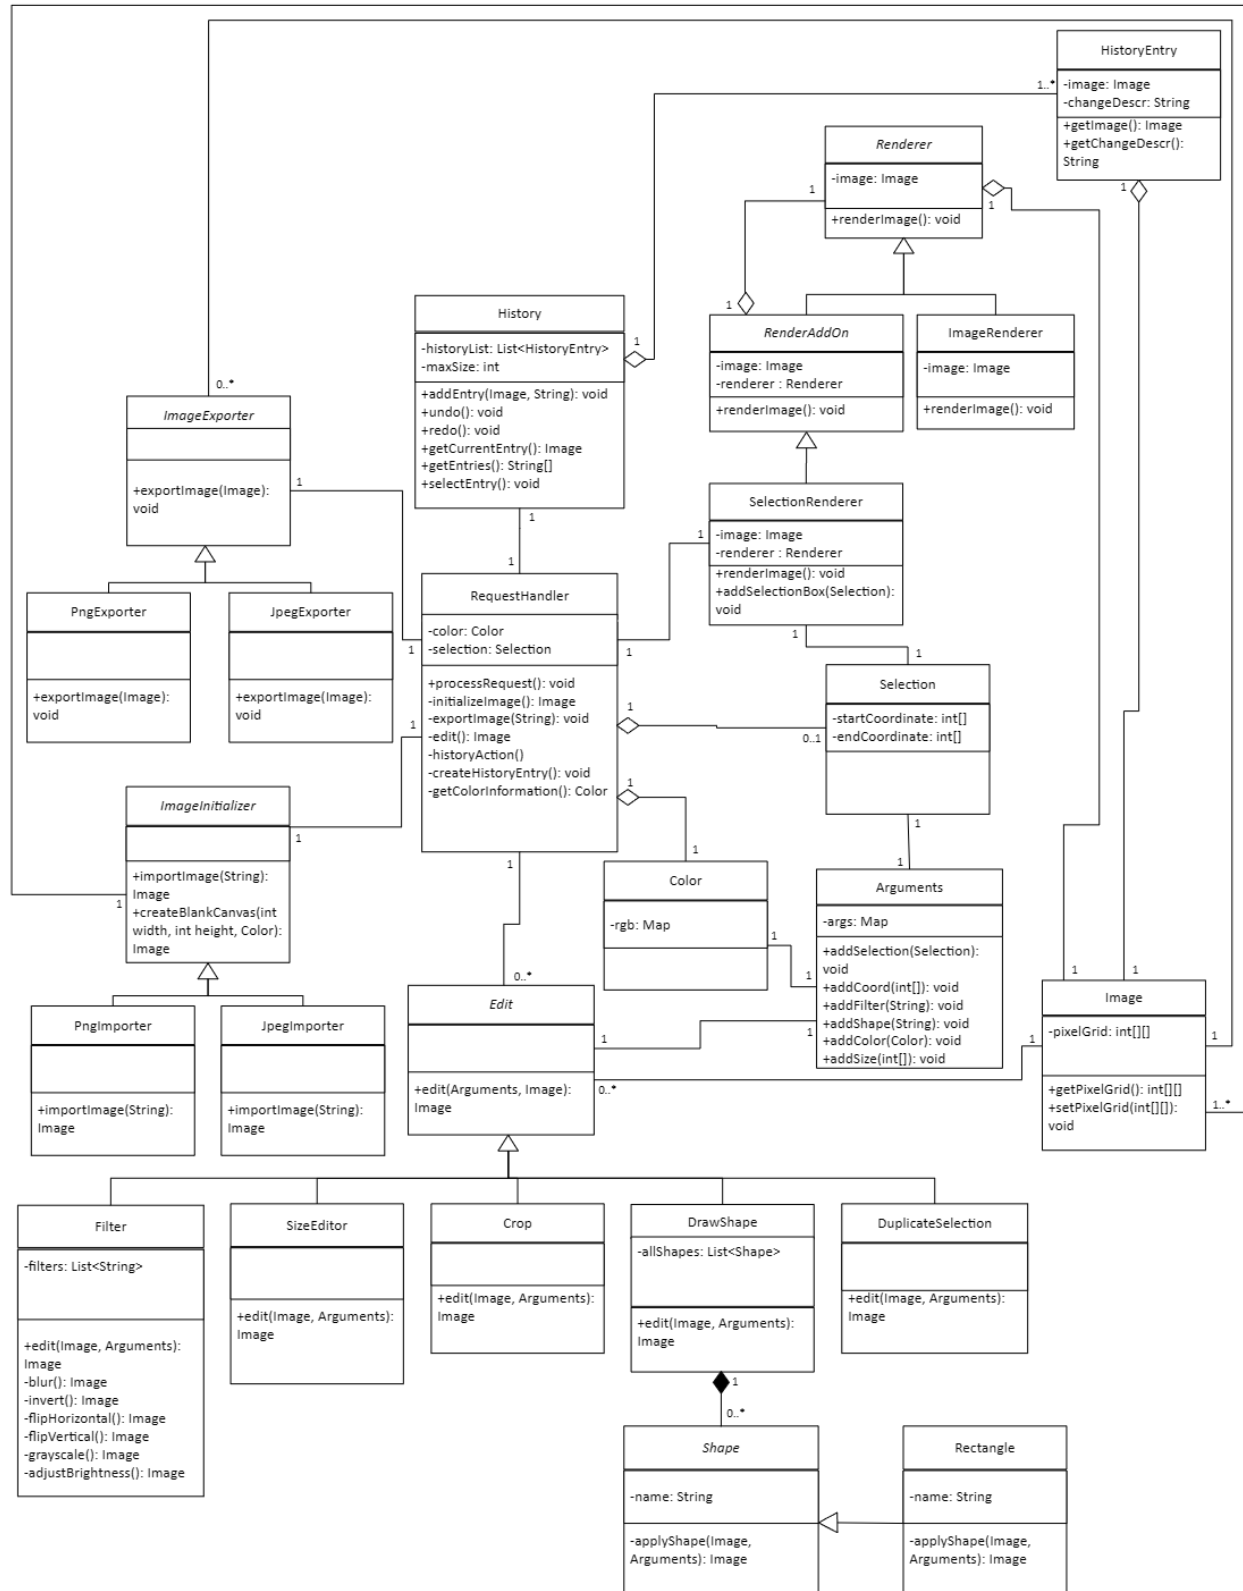 HistoryEntry
-image: Image
-changeDescr: String
+getImage(): Image
+getChangeDescr():
String
1..*
1
Renderer
-image: Image
+renderImage(): void
1
1
1
RenderAddOn
-image: Image
-renderer : Renderer
+renderImage(): void
ImageRenderer
-image: Image
+renderImage(): void
History
-historyList: List<HistoryEntry>
-maxSize: int
+addEntry(Image, String): void
+undo(): void
+redo(): void
+getCurrentEntry(): Image
+getEntries(): String[]
+selectEntry(): void
1
1
0..*
ImageExporter
+exportImage(Image):
void
1
PngExporter
+exportImage(Image):
void
JpegExporter
+exportImage(Image):
void
SelectionRenderer
-image: Image
-renderer : Renderer
+renderImage(): void
+addSelectionBox(Selection):
void
1
1
1
RequestHandler
-color: Color
-selection: Selection
+processRequest(): void
-initializeImage(): Image
-exportImage(String): void
-edit(): Image
-historyAction()
-createHistoryEntry(): void
-getColorInformation(): Color
1
1
1
1
1
1
1
0..1
Selection
-startCoordinate: int[]
-endCoordinate: int[]
1
ImageInitializer
+importImage(String):
Image
+createBlankCanvas(int
width, int height, Color):
Image
1
1
PngImporter
+importImage(String):
Image
JpegImporter
+importImage(String):
Image
1
Color
-rgb: Map
1
1
1
Arguments
-args: Map
+addSelection(Selection):
void
+addCoord(int[]): void
+addFilter(String): void
+addShape(String): void
+addColor(Color): void
+addSize(int[]): void
1
1
0..*
Edit
+edit(Arguments, Image):
Image
1
0..*
1
1
Image
-pixelGrid: int[][]
+getPixelGrid(): int[][]
+setPixelGrid(int[][]):
void
1
1
1..*
Filter
-filters: List<String>
+edit(Image, Arguments):
Image
-blur(): Image
-invert(): Image
-flipHorizontal(): Image
-flipVertical(): Image
-grayscale(): Image
-adjustBrightness(): Image
SizeEditor
+edit(Image, Arguments):
Image
Crop
+edit(Image, Arguments):
Image
DrawShape
-allShapes: List<Shape>
+edit(Image, Arguments):
Image
1
0..*
DuplicateSelection
+edit(Image, Arguments):
Image
Shape
-name: String
-applyShape(Image,
Arguments): Image
Rectangle
-name: String
-applyShape(Image,
Arguments): Image